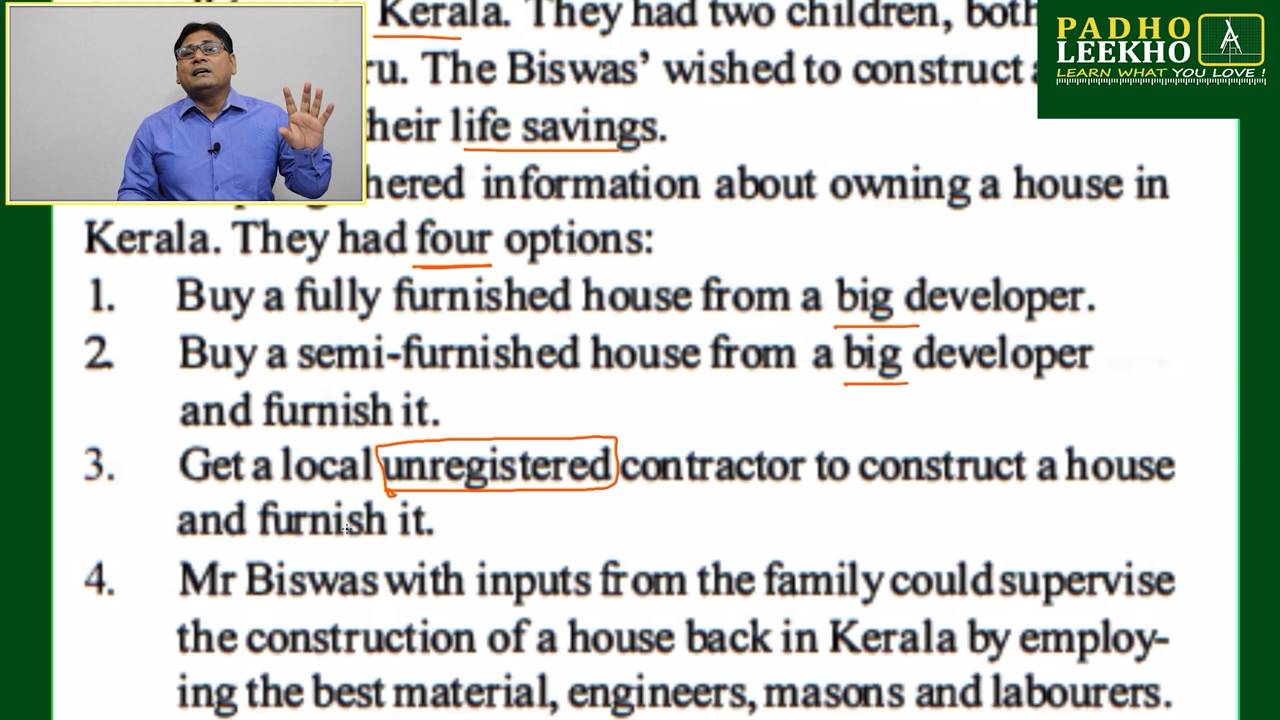 Kerala. They had two children, both
ru. The Biswas’ wished to construct
heir life savings.
hered information about owning a house in
Kerala. They had four options:
1. Buy a fully furnished house from a big developer.
2. Buy a semi-furnished house from a big developer
and furnish it.
3. Get a local unregistered contractor to construct a house
and furnish it.
4. Mr Biswas with inputs from the family could supervise
the construction of a house back in Kerala by employ-
ing the best material, engineers, masons and labourers.
PADHO
LEEKHO
LEARN WHAT YOU LOVE !